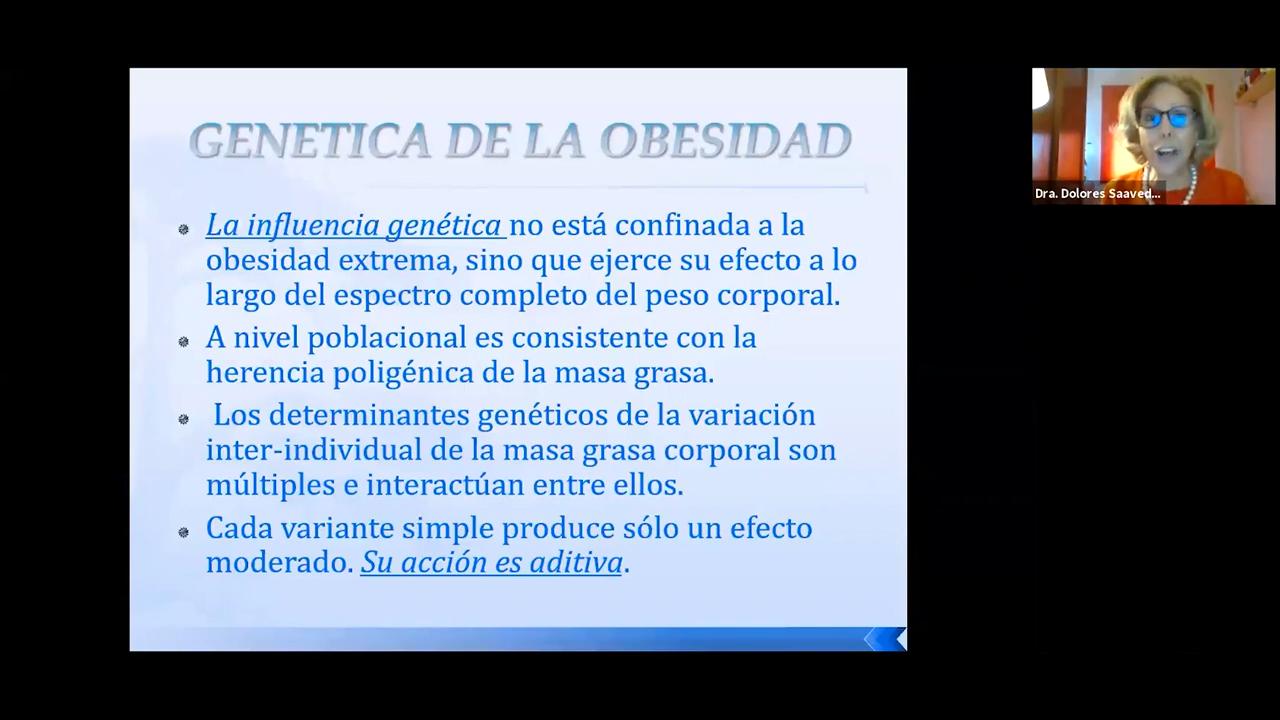 GENETICA DE LA OBESIDAD
La influencia genética no está confinada a la
obesidad extrema, sino que ejerce su efecto a lo
largo del espectro completo del peso corporal.
A nivel poblacional es consistente con la
herencia poligénica de la masa grasa.
Los determinantes genéticos de la variación
inter-individual de la masa grasa corporal son
múltiples e interactúan entre ellos.
Cada variante simple produce sólo un efecto
moderado. Su acción es aditiva.
Dra. Dolores Saaved...